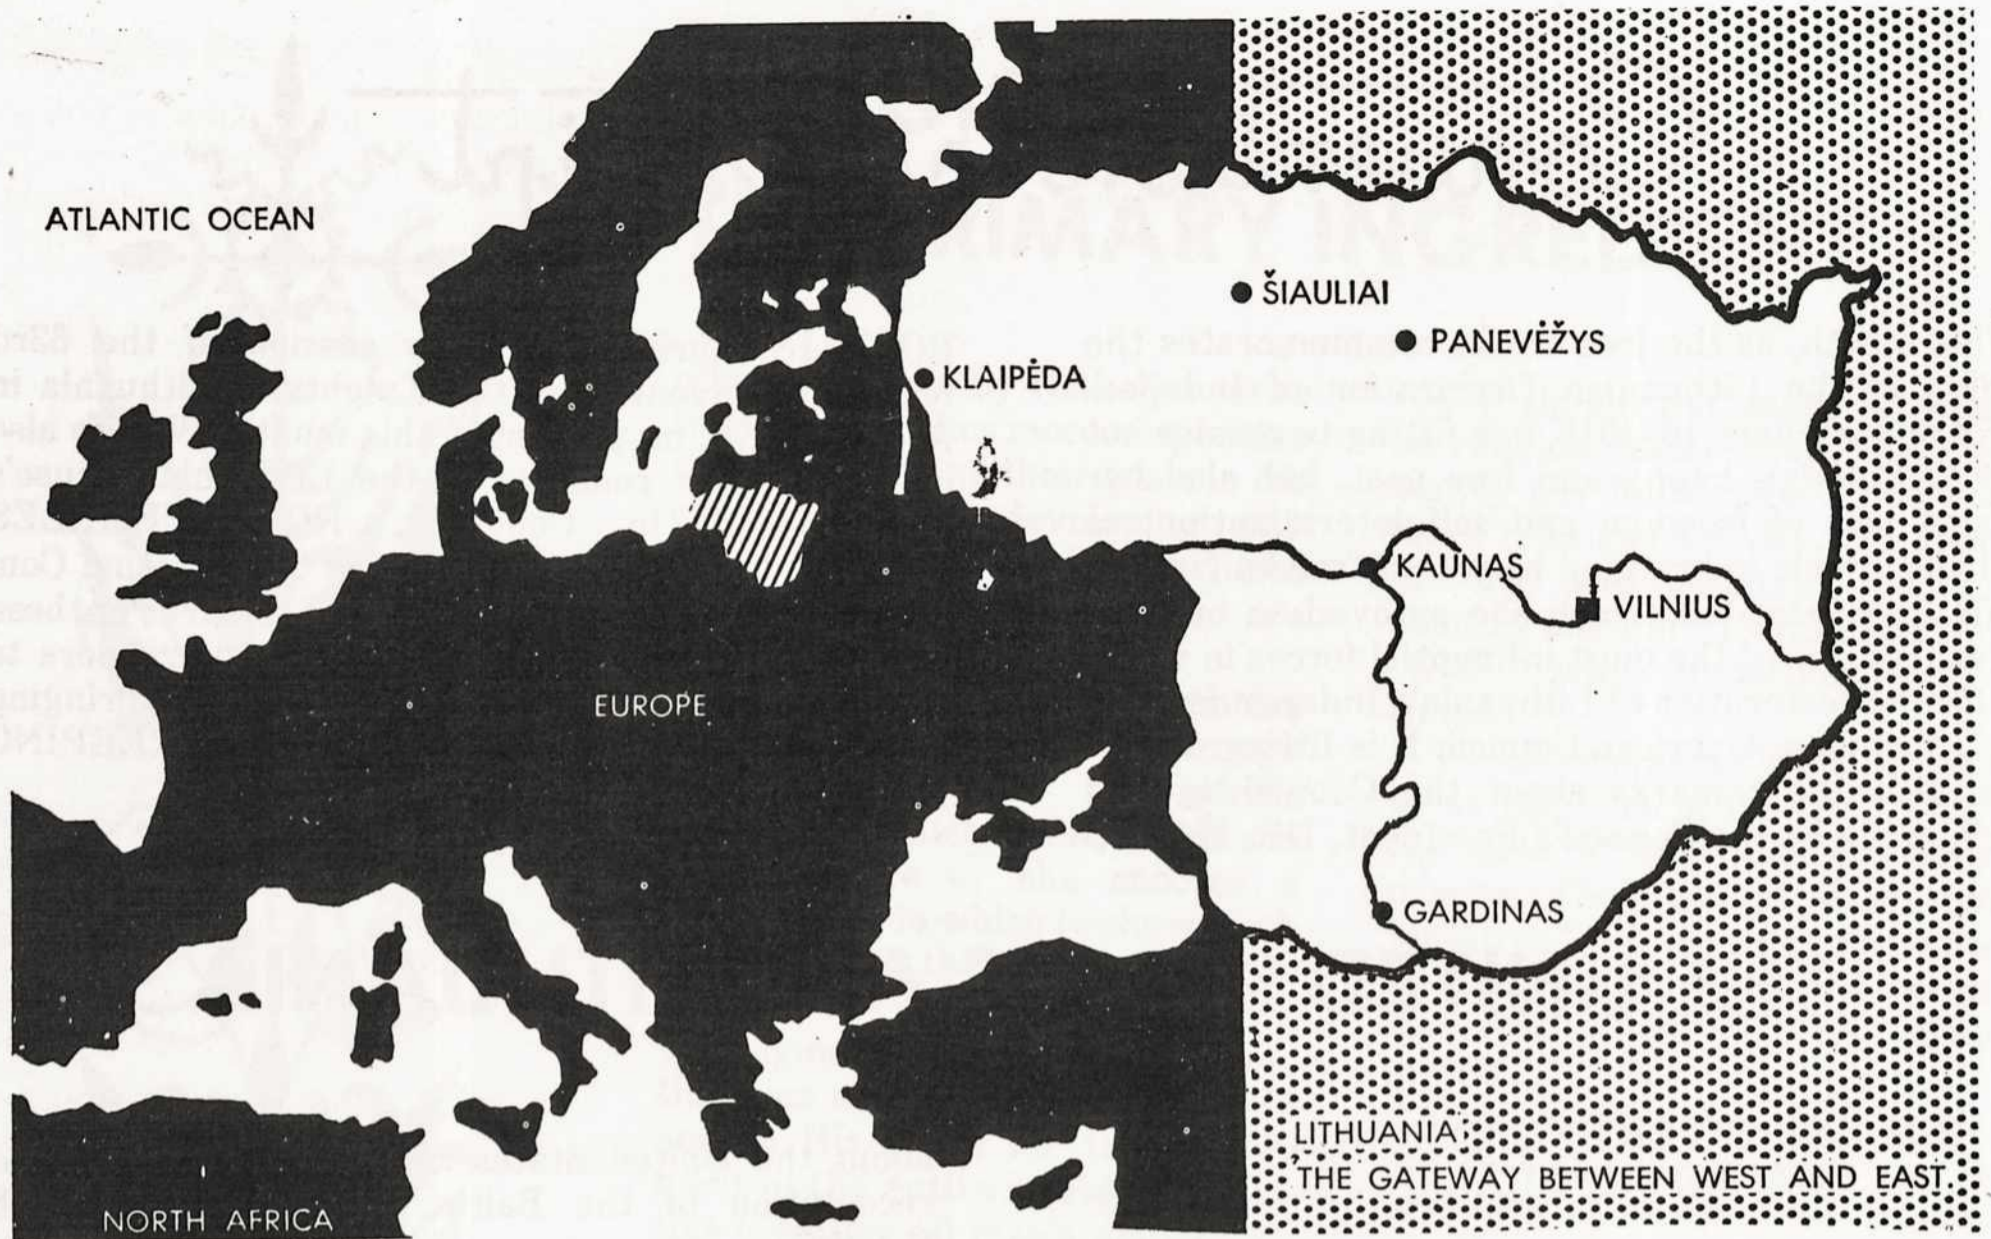 ATLANTIC OCEAN
ŠIAULIAI
PANEVĖŽYS
KLAIPĖDA
KAUNAS
VILNIUS
EUROPE
GARDINAS
LITHUANIA
THE GATEWAY BETWEEN WEST AND EAST.
NORTH AFRICA